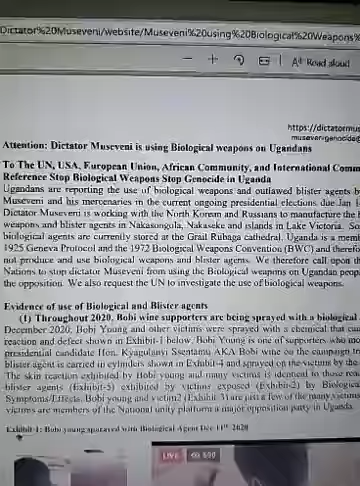 Dictator%20Museveni/website/Museveni%20using%20Biological%20Weapons%
Read aloud
https://dictatormus
musevenigenocide@
Attention: Dictator Museveni is using Biological weapons on Ugandans
To The UN, USA, European Union, African Community, and International Comm
Reference Stop Biological Weapons Stop Genocide in Uganda
Ugandans are reporting the use of biological weapons and outlawed blister agents b
Museveni and his mercenaries in the current ongoing presidential elections due Jan 1
Dictator Museveni is working with the North Korean and Russians to manufacture the
weapons and blister agents in Nakasongola, Nakaseke and islands in Lake Victoria. So
biological agents are currently stored at the Grail Ruhaga cathedral. Uganda is a mem
1925 Geneva Protocol and the 1972 Biological Weapons Convention (BWC) and therefo
not produce and use biological weapons and blister agents. We therefore call upon th
Nations to stop dictator Museveni from using the Biological weapons on Ugandan peop
the opposition. We also request the UN to investigate the use of biological weapons.
Evidence of use of Biological and Blister agents
(1) Throughout 2020, Bobi wine supporters are being sprayed with a biological
December 2020, Bobi Young and other victims were sprayed with a chemical that cau
reaction and defect shown in Exhibit-1 below. Bobi Young is one of supporters who
presidential candidate Hon. Kyagulanyi Ssentamu AKA Bobi wine on the campaign
blister agent is carried in cylinders shown in Exhibit-4 and sprayed on the victims by the
The skin reaction exhibited by Bobi young and many victims is identical to those
blister agents (Exhibit-5) exhibited by victims exposed (Exhibit-2) by Biologica
Symptoms/Effects. Bobi young and victim2 (Exhibit 3) are just a few of the many victims
victims are members of the National unity platform a major opposition party in Uganda
Exhibit 1: Bobi young with Biological Agent Dec 11th 2020
LIVE